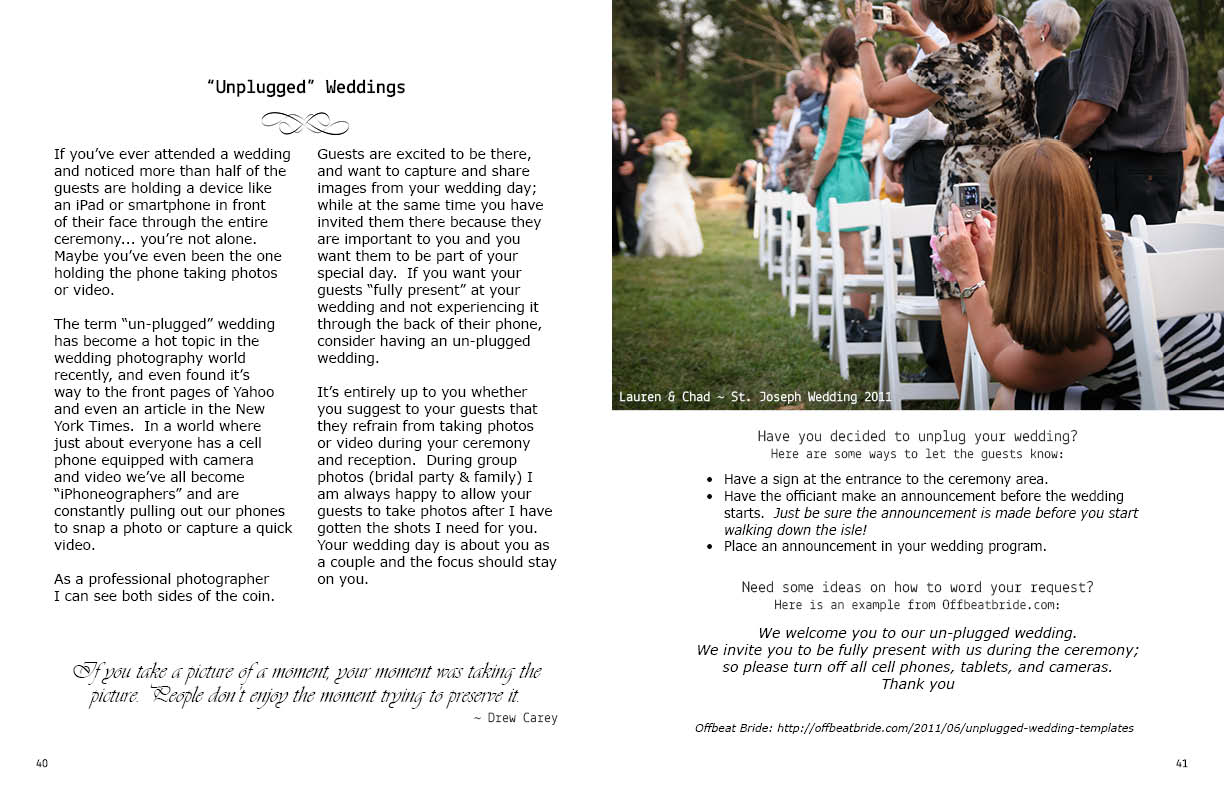 “Unplugged” Weddings
If you’ve ever attended a wedding
and noticed more than half of the
guests are holding a device like
an iPad or smartphone in front
of their face through the entire
ceremony... you’re not alone.
Maybe you’ve even been the one
holding the phone taking photos
or video.
The term “un-plugged” wedding
has become a hot topic in the
wedding photography world
recently, and even found it’s
way to the front pages of Yahoo
and even an article in the New
York Times.  In a world where
just about everyone has a cell
phone equipped with camera
and video we’ve all become
“iPhoneographers” and are
constantly pulling out our phones
to snap a photo or capture a quick
video.
As a professional photographer
I can see both sides of the coin.
Guests are excited to be there,
and want to capture and share
images from your wedding day;
while at the same time you have
invited them there because they
are important to you and you
want them to be part of your
special day.  If you want your
guests “fully present” at your
wedding and not experiencing it
through the back of their phone,
consider having an un-plugged
wedding.
It’s entirely up to you whether
you suggest to your guests that
they refrain from taking photos
or video during your ceremony
and reception.  During group
photos (bridal party & family) I
am always happy to allow your
guests to take photos after I have
gotten the shots I need for you.
Your wedding day is about you as
a couple and the focus should stay
on you.
If you take a picture of a moment, your moment was taking the
picture.  People don’t enjoy the moment trying to preserve it.
~ Drew Carey
40
Lauren & Chad ~ St. Joseph Wedding 2011
Have you decided to unplug your wedding?
Here are some ways to let the guests know:
• Have a sign at the entrance to the ceremony area.
• Have the officiant make an announcement before the wedding
starts.  Just be sure the announcement is made before you start
walking down the isle!
• Place an announcement in your wedding program.
Need some ideas on how to word your request?
Here is an example from Offbeatbride.com:
We welcome you to our un-plugged wedding.
We invite you to be fully present with us during the ceremony;
so please turn off all cell phones, tablets, and cameras.
Thank you
Offbeat Bride: http://offbeatbride.com/2011/06/unplugged-wedding-templates
41